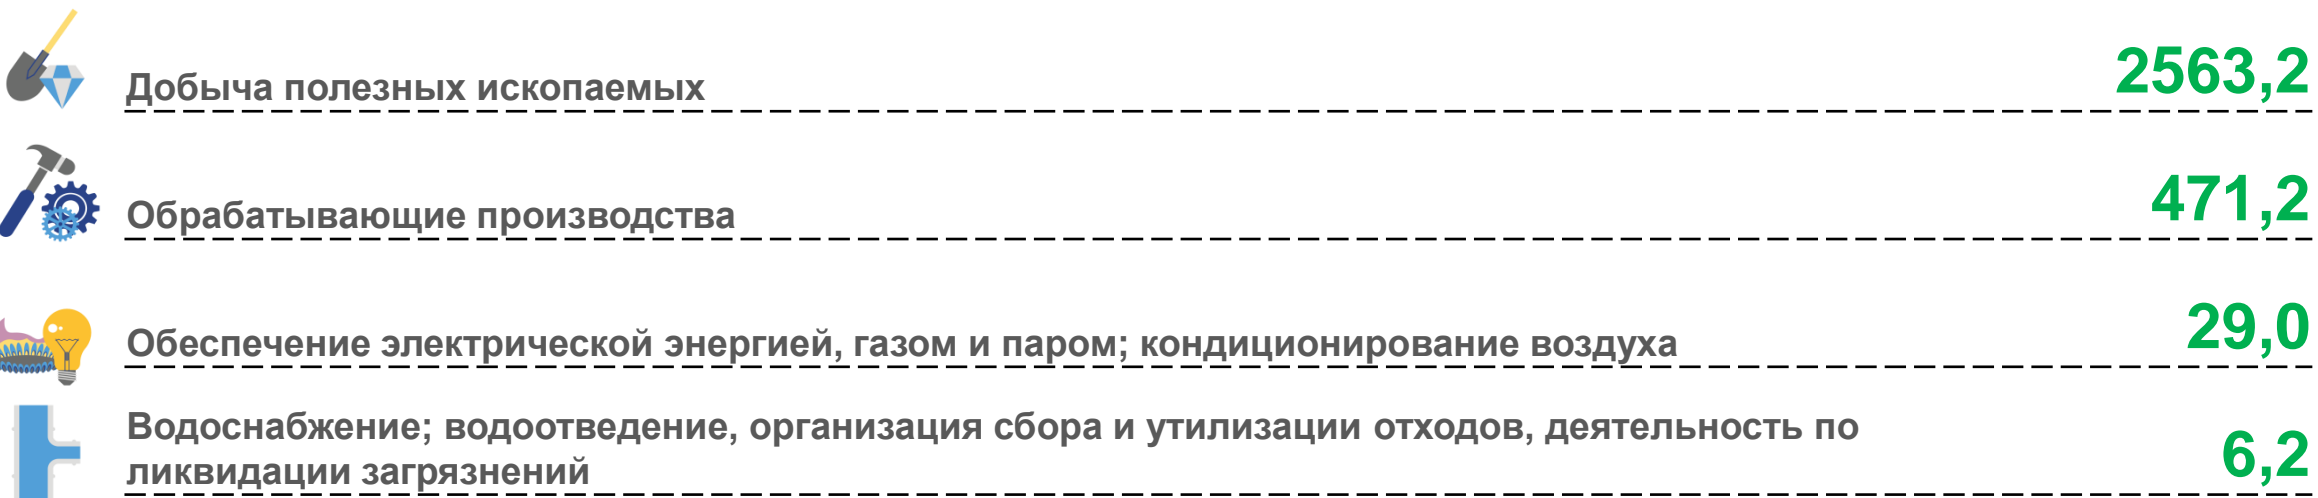 Добыча полезных ископаемых 2563,2
Обрабатывающие производства 471,2
Обеспечение электрической энергией, газом и паром; кондиционирование воздуха 29,0
Водоснабжение; водоотведение, организация сбора и утилизации отходов, деятельность по
ликвидации загрязнений 6,2